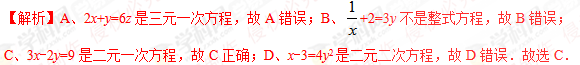 【解析】A、2x+y=6z是三元一次方程，故A错误；B、1/x+2=3y不是整式方程，故B错误；
C、3x-2y=9是二元一次方程，故C正确；D、x-3=4y²是二元二次方程，故D错误．故选C．